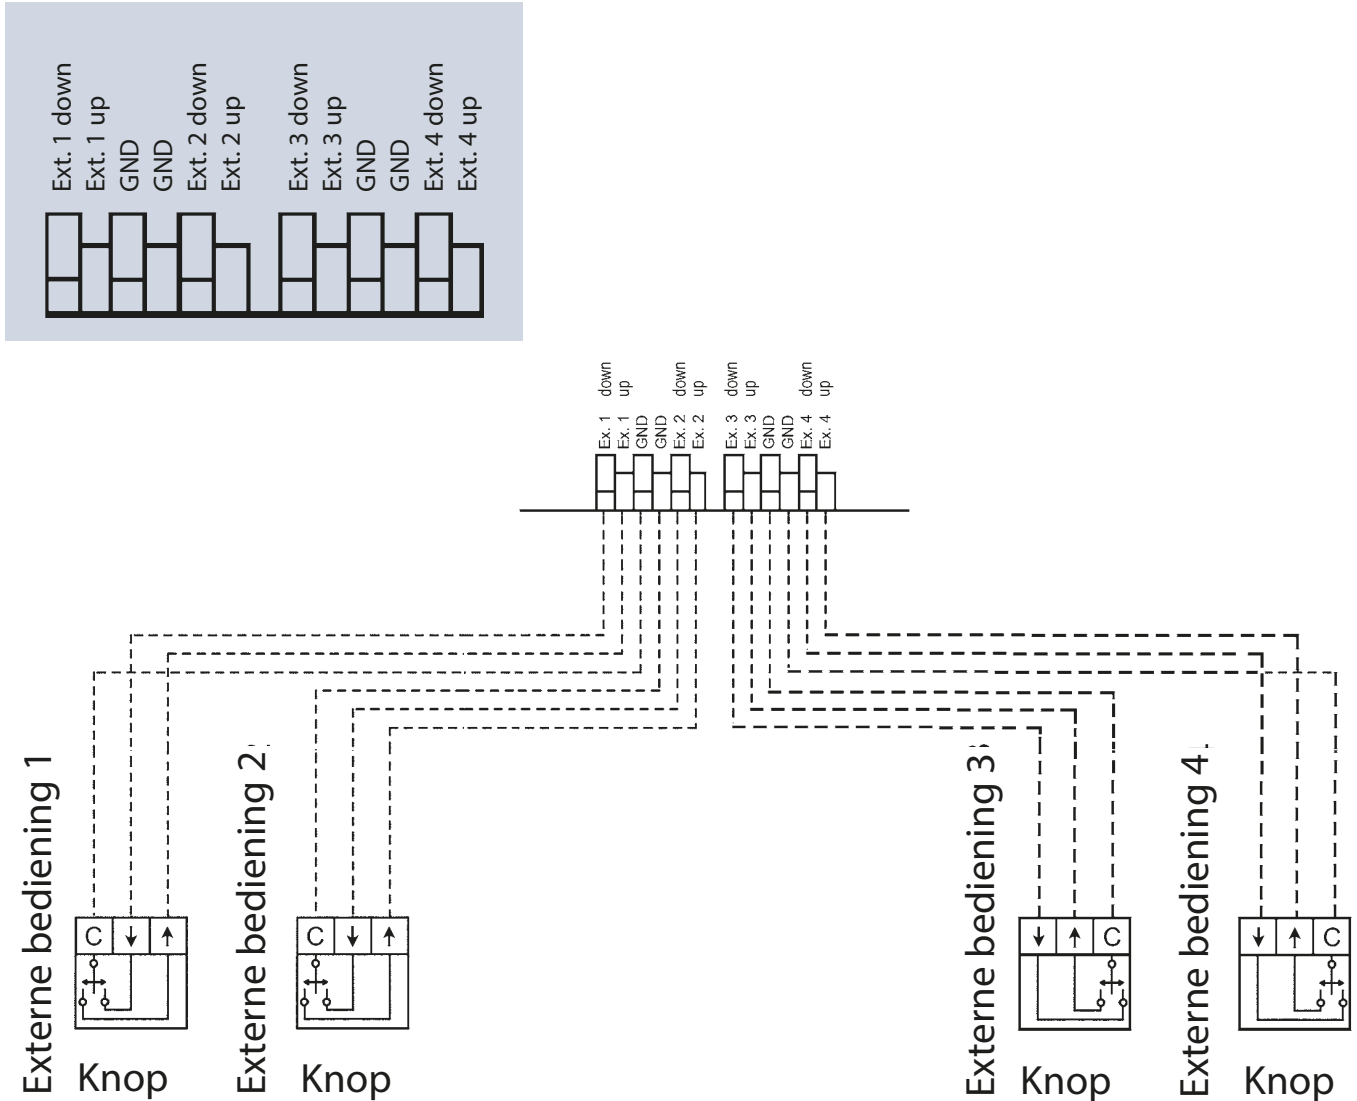 Ext. 1 down
Ext. 1 up
GND
GND
Ext. 2 down
Ext. 2 up
Ext. 3 down
Ext. 3 up
GND
GND
Ext. 4 down
Ext. 4 up
Ex. 1 down
Ex. 1 up
GND
GND
Ex. 2 down
Ex. 2 up
Ex. 3 down
Ex. 3 up
GND
GND
Ex. 4 down
Ex. 4 up
Externe bediening 1
C ↓ ↑
Knop
Externe bediening 2
C ↓ ↑
Knop
Externe bediening 3
↓ ↑ C
Knop
Externe bediening 4
↓ ↑ C
Knop